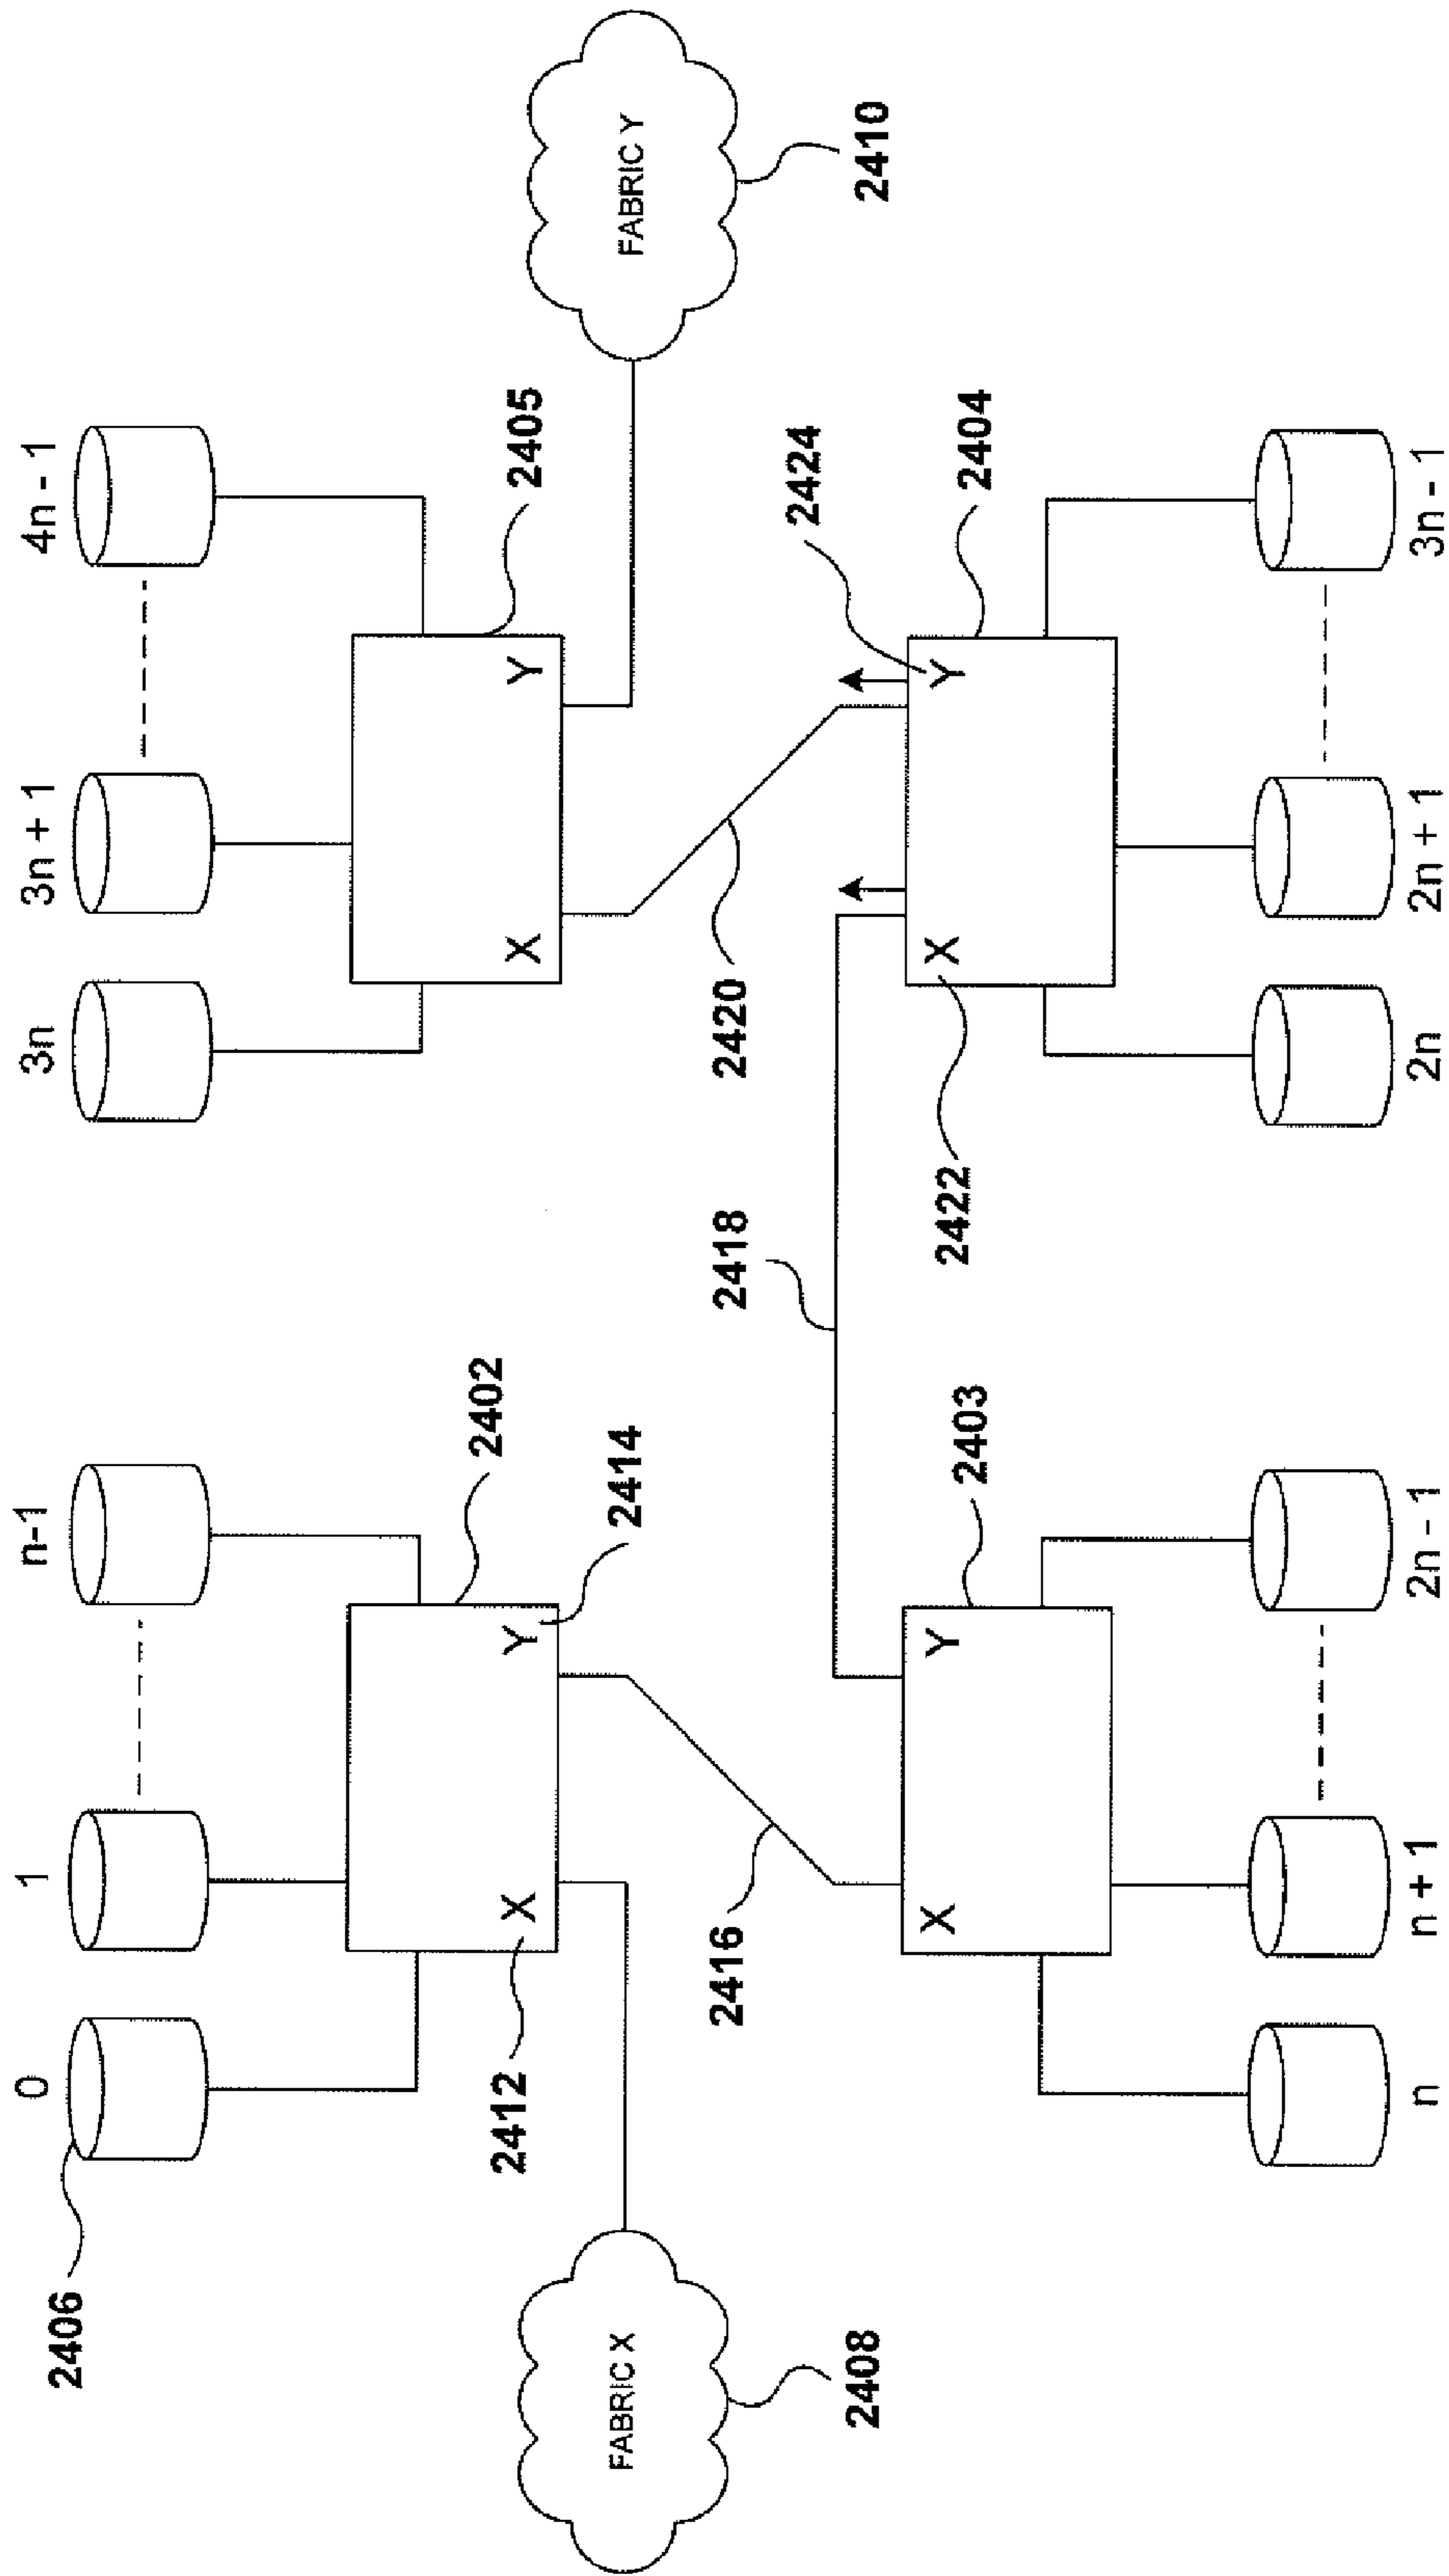 0
1
n-1
3n
3n + 1
4n - 1
2406
2402
2405
X
Y
X
Y
2412
2414
FABRIC X
FABRIC Y
2408
2410
2416
2418
2420
2424
X
Y
X
Y
2403
2422
2404
n
n + 1
2n - 1
2n
2n + 1
3n - 1